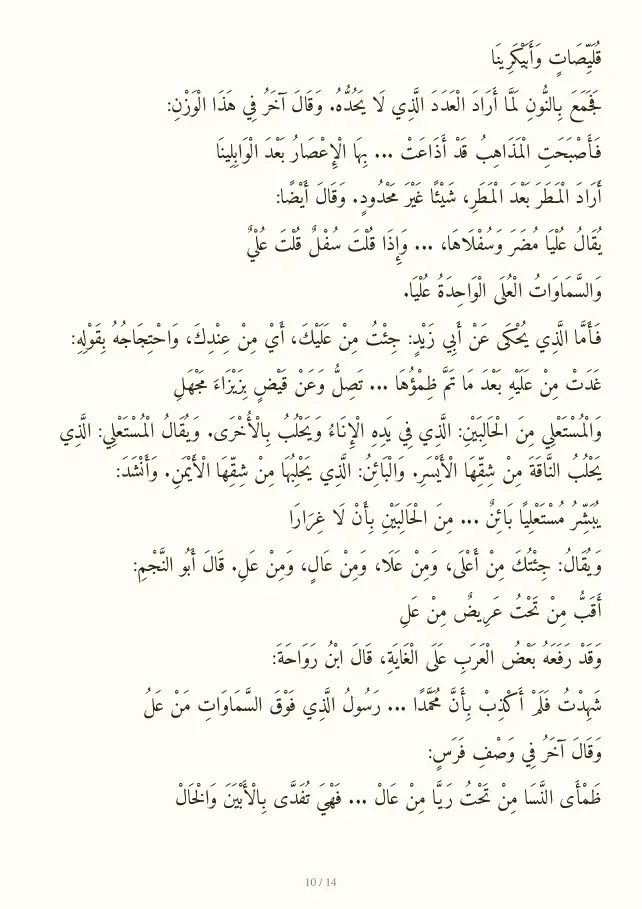 قُلَيِّصَاتٍ وَأَبَيْكَرِينَا
فَجَمَعَ بِالنُّونِ لَمَّا أَرَادَ الْعَدَدَ الَّذِي لَا يَحُدُّهُ. وَقَالَ آخَرُ فِي هَذَا الْوَزْنِ:
فَأَصْبَحَتِ الْمَذَاهِبُ قَدْ أَذَاعَتْ ... بِهَا الْإِعْصَارُ بَعْدَ الْوَابِلِينَا
أَرَادَ الْمَطَرَ بَعْدَ الْمَطَرِ، شَيْئًا غَيْرَ مَحْدُودٍ. وَقَالَ أَيْضًا:
يُقَالُ عُلْيَا مُضَرَ وَسُفْلَاهَا، ... وَإِذَا قُلْتَ سُفْلٌ قُلْتَ عُلْيٌ
وَالسَّمَاوَاتُ الْعُلَى الْوَاحِدَةُ عُلْيَا.
فَأَمَّا الَّذِي يُحْكَى عَنْ أَبِي زَيْدٍ: جِئْتُ مِنْ عَلَيْكَ، أَيْ مِنْ عِنْدِكَ، وَاحْتِجَاجُهُ بِقَوْلِهِ:
غَدَتْ مِنْ عَلَيْهِ بَعْدَ مَا تَمَّ ظِمْؤُهَا ... تَصِلُّ وَعَنْ قَيْضٍ بِزَيْزَاءَ مَجْهَلِ
وَالْمُسْتَعْلِي مِنَ الْحَالِبَيْنِ: الَّذِي فِي يَدِهِ الْإِنَاءُ وَيَحْلُبُ بِالْأُخْرَى. وَيُقَالُ الْمُسْتَعْلِي: الَّذِي
يَحْلُبُ النَّاقَةَ مِنْ شِقِّهَا الْأَيْسَرِ. وَالْبَائِنُ: الَّذِي يَحْلِبُهَا مِنْ شِقِّهَا الْأَيْمَنِ. وَأَنْشَدَ:
يُبَشِّرُ مُسْتَعْلِيًا بَائِنٌ ... مِنَ الْحَالِبَيْنِ بِأَنْ لَا غِرَارَا
وَيُقَالُ: جِئْتُكَ مِنْ أَعْلَى، وَمِنْ عَلَا، وَمِنْ عَالٍ، وَمِنْ عَلِ. قَالَ أَبُو النَّجْمِ:
أَقَبُّ مِنْ تَحْتُ عَرِيضٌ مِنْ عَلِ
وَقَدْ رَفَعَهُ بَعْضُ الْعَرَبِ عَلَى الْغَايَةِ، قَالَ ابْنُ رَوَاحَةَ:
شَهِدْتُ فَلَمْ أَكْذِبْ بِأَنَّ مُحَمَّدًا ... رَسُولُ الَّذِي فَوْقَ السَّمَاوَاتِ مَنْ عَلُ
وَقَالَ آخَرُ فِي وَصْفِ فَرَسٍ:
ظَمْأَى النَّسَا مِنْ تَحْتُ رَيَّا مِنْ عَالْ ... فَهْيَ تُفَدَّى بِالْأَبْيَنَ وَالْخَالْ
10 / 14